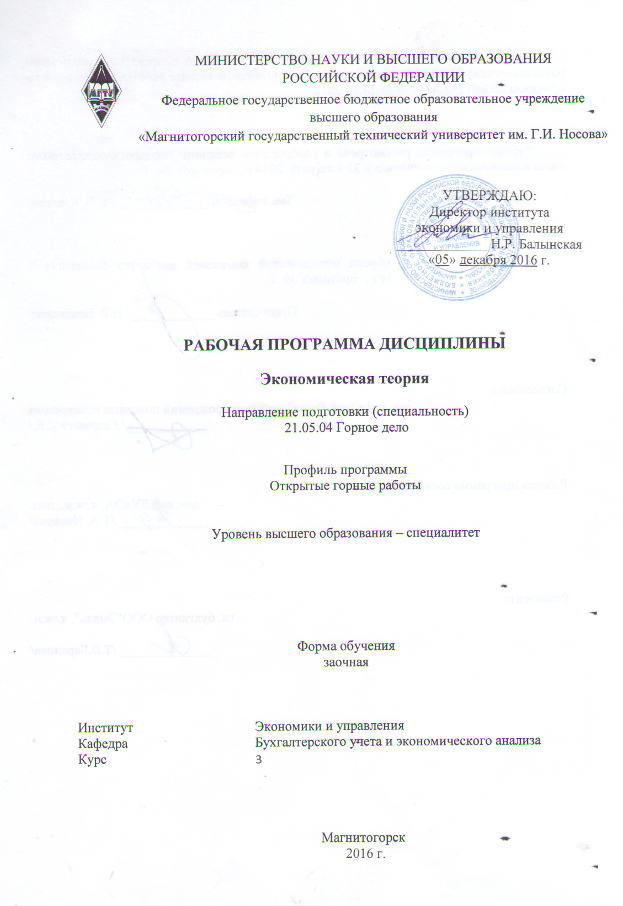 МИНИСТЕРСТВО НАУКИ И ВЫСШЕГО ОБРАЗОВАНИЯ
РОССИЙСКОЙ ФЕДЕРАЦИИ
Федеральное государственное бюджетное образовательное учреждение
высшего образования
«Магнитогорский государственный технический университет им. Г.И. Носова»
МГТУ
УТВЕРЖДАЮ:
Директор института
экономики и управления
Н.Р. Балынская
«05» декабря 2016 г.
РАБОЧАЯ ПРОГРАММА ДИСЦИПЛИНЫ
Экономическая теория
Направление подготовки (специальность)
21.05.04 Горное дело
Профиль программы
Открытые горные работы
Уровень высшего образования – специалитет
Форма обучения
заочная
Институт Экономики и управления
Кафедра Бухгалтерского учета и экономического анализа
Курс 3
Магнитогорск
2016 г.